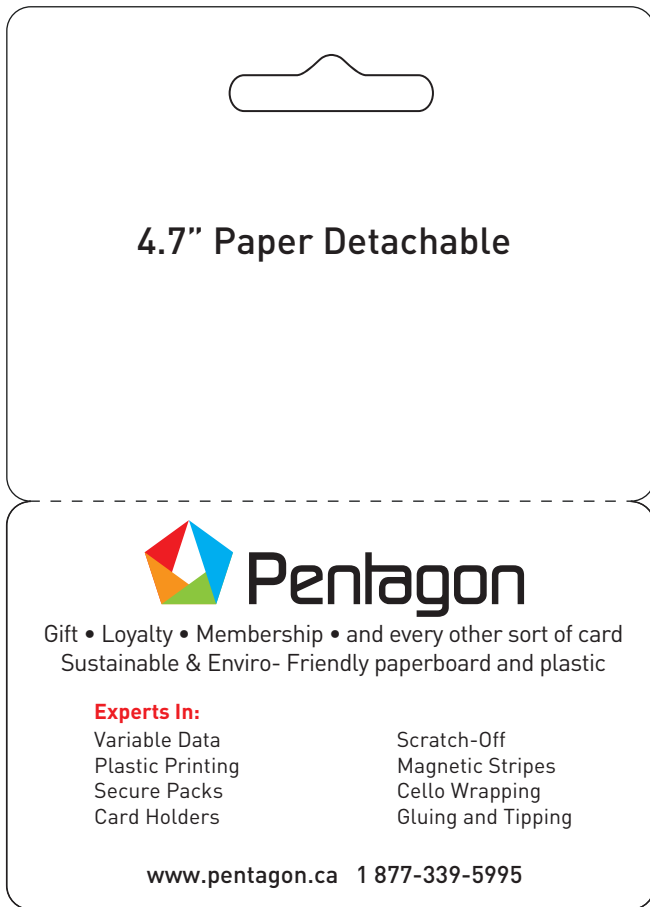 4.7” Paper Detachable
Pentagon
Gift • Loyalty • Membership • and every other sort of card
Sustainable & Enviro- Friendly paperboard and plastic
Experts In:
Variable Data
Plastic Printing
Secure Packs
Card Holders
Scratch-Off
Magnetic Stripes
Cello Wrapping
Gluing and Tipping
www.pentagon.ca 1 877-339-5995